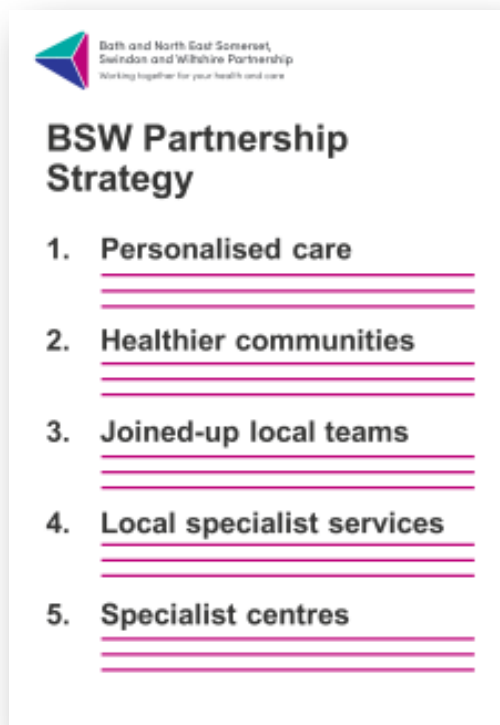 Bath and North East Somerset,
Swindon and Wiltshire Partnership
Working together for your health and care
BSW Partnership
Strategy
1. Personalised care
2. Healthier communities
3. Joined-up local teams
4. Local specialist services
5. Specialist centres